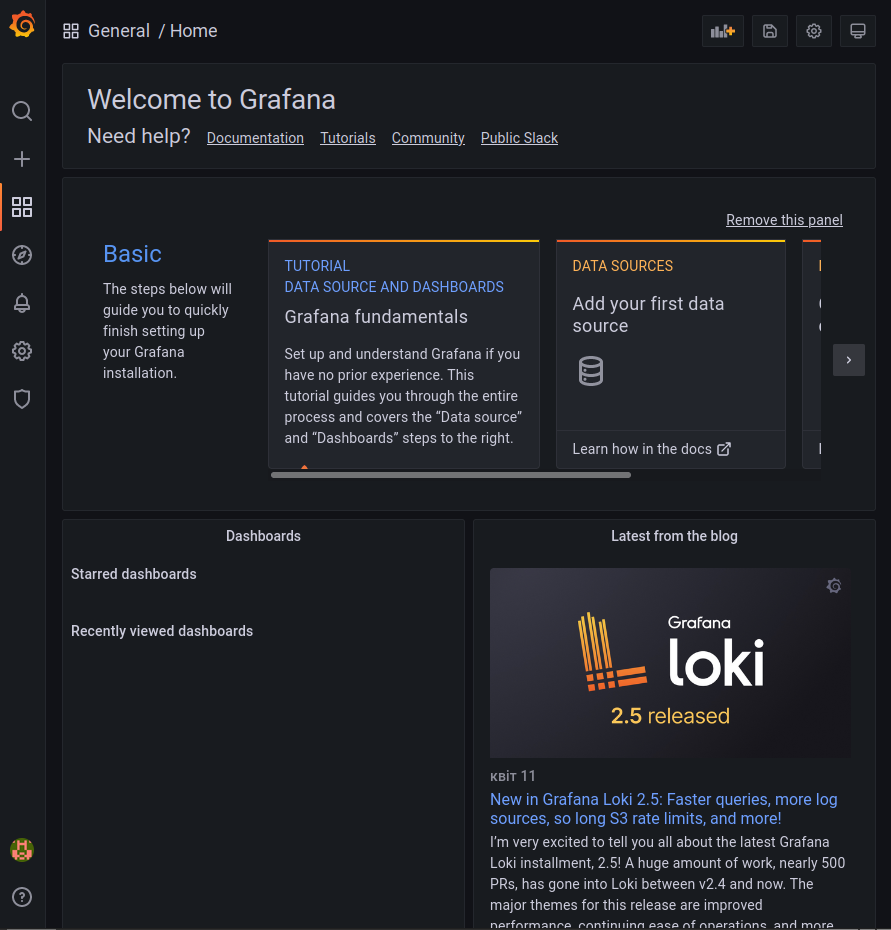 General / Home
Welcome to Grafana
Need help? Documentation Tutorials Community Public Slack
Remove this panel
Basic
The steps below will
guide you to quickly
finish setting up
your Grafana
installation.
TUTORIAL
DATA SOURCE AND DASHBOARDS
Grafana fundamentals
Set up and understand Grafana if you
have no prior experience. This
tutorial guides you through the entire
process and covers the “Data source”
and “Dashboards” steps to the right.
DATA SOURCES
Add your first data
source
Learn how in the docs
Dashboards
Starred dashboards
Recently viewed dashboards
Latest from the blog
Grafana
loki
2.5 released
квіт 11
New in Grafana Loki 2.5: Faster queries, more log
sources, so long S3 rate limits, and more!
I’m very excited to tell you all about the latest Grafana
Loki installment, 2.5! A huge amount of work, nearly 500
PRs, has gone into Loki between v2.4 and now. The
major themes for this release are improved
performance, continuing ease of operations, and more